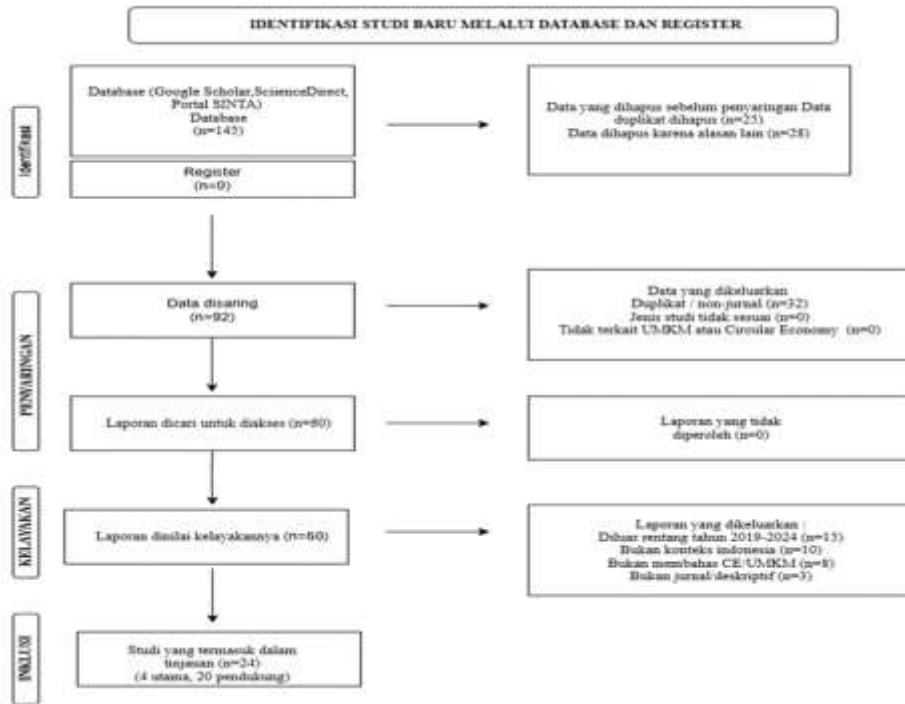 IDENTIFIKASI STUDI BARU MELALUI DATABASE DAN REGISTER
Identifikasi
Database (Google Scholar,ScienceDirect,
Portal SINTA)
Database
(n=145)
Data yang dihapus sebelum penyaringan Data
duplikat dihapus (n=25)
Data dihapus karena alasan lain (n=28)
Register
(n=0)
PENYARINGAN
Data disaring
(n=92)
Data yang dikeluarkan
Duplikat / non-jurnal (n=32)
Jenis studi tidak sesuai (n=0)
Tidak terkait UMKM atau Circular Economy (n=0)
Laporan dicari untuk diakses (n=60)
Laporan yang tidak
diperoleh (n=0)
KELAYAKAN
Laporan dinilai kelayakannya (n=60)
Laporan yang dikeluarkan :
Diluar rentang tahun 2019-2024 (n=15)
Bukan konteks indonesia (n=10)
Bukan membahas CE/UMKM (n=8)
Bukan jurnal/deskriptif (n=3)
INKLUSI
Studi yang termasuk dalam
tinjauan (n=24)
(4 utama, 20 pendukung)